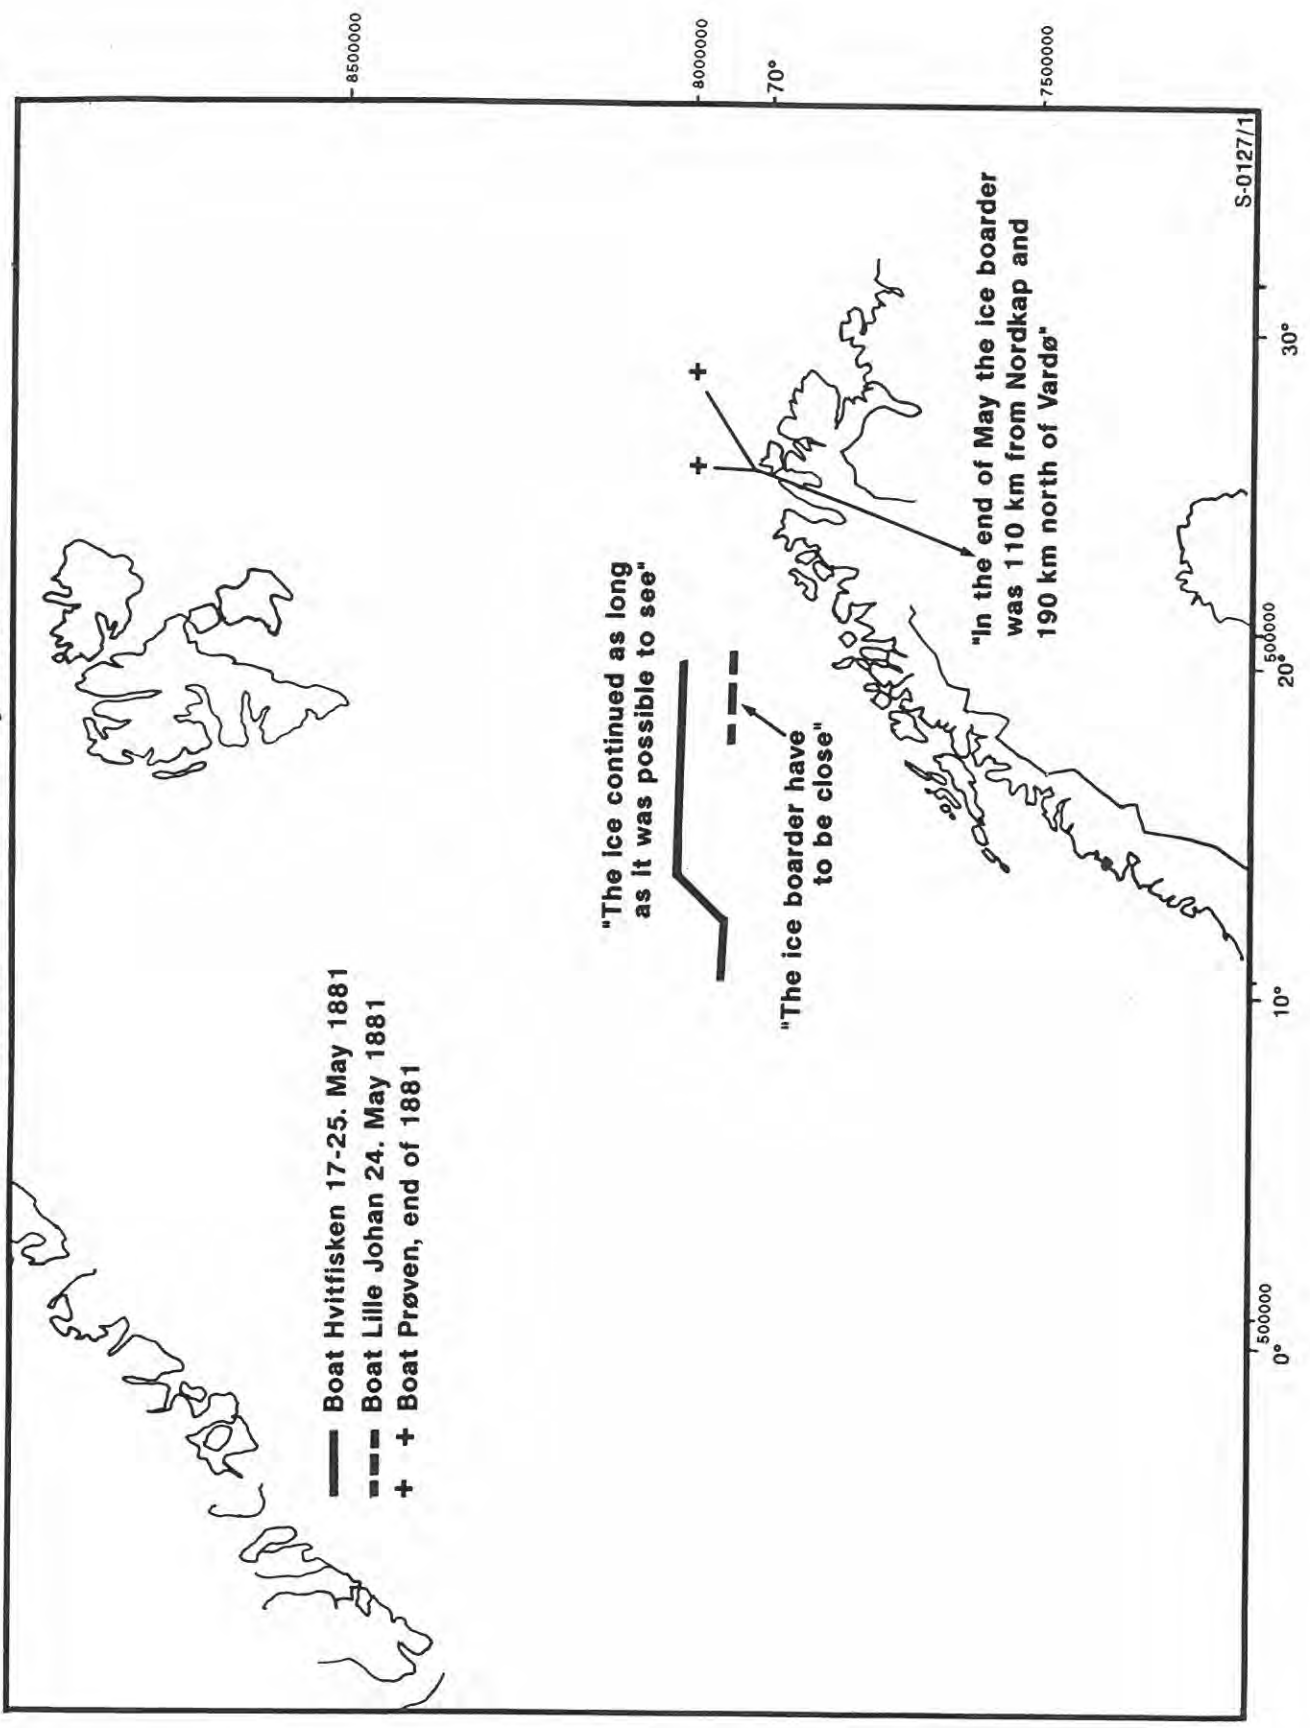 "The ice continued as long
as it was possible to see"
"The ice boarder have
to be close"
Boat Hvitfisken 17-25. May 1881
Boat Lille Johan 24. May 1881
+ + Boat Prøven, end of 1881
+
+
"In the end of May the ice boarder
was 110 km from Nordkap and
190 km north of Vardø"
8500000
8000000
70°
7500000
S-0127/1
500000
0°
10°
500000
20°
30°